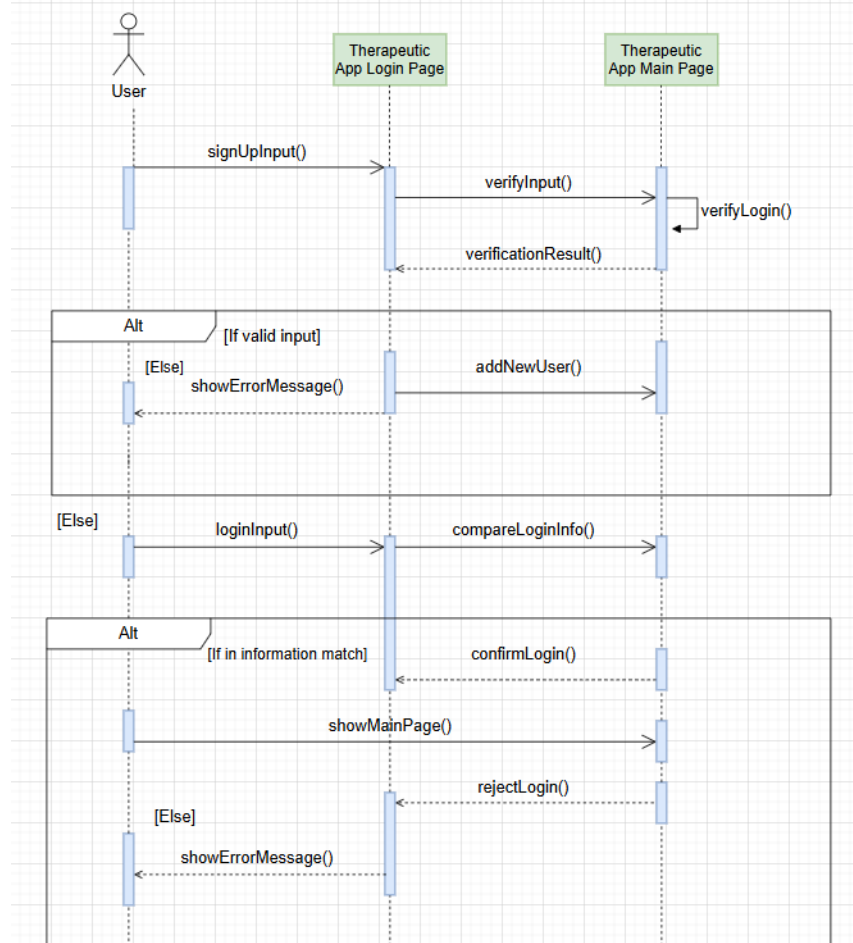 User
Therapeutic
App Login Page
Therapeutic
App Main Page
signUpInput()
verifyInput()
verifyLogin()
verificationResult()
Alt
[If valid input]
[Else]
addNewUser()
showErrorMessage()
[Else]
loginInput()
compareLoginInfo()
Alt
[If in information match]
confirmLogin()
showMainPage()
rejectLogin()
[Else]
showErrorMessage()